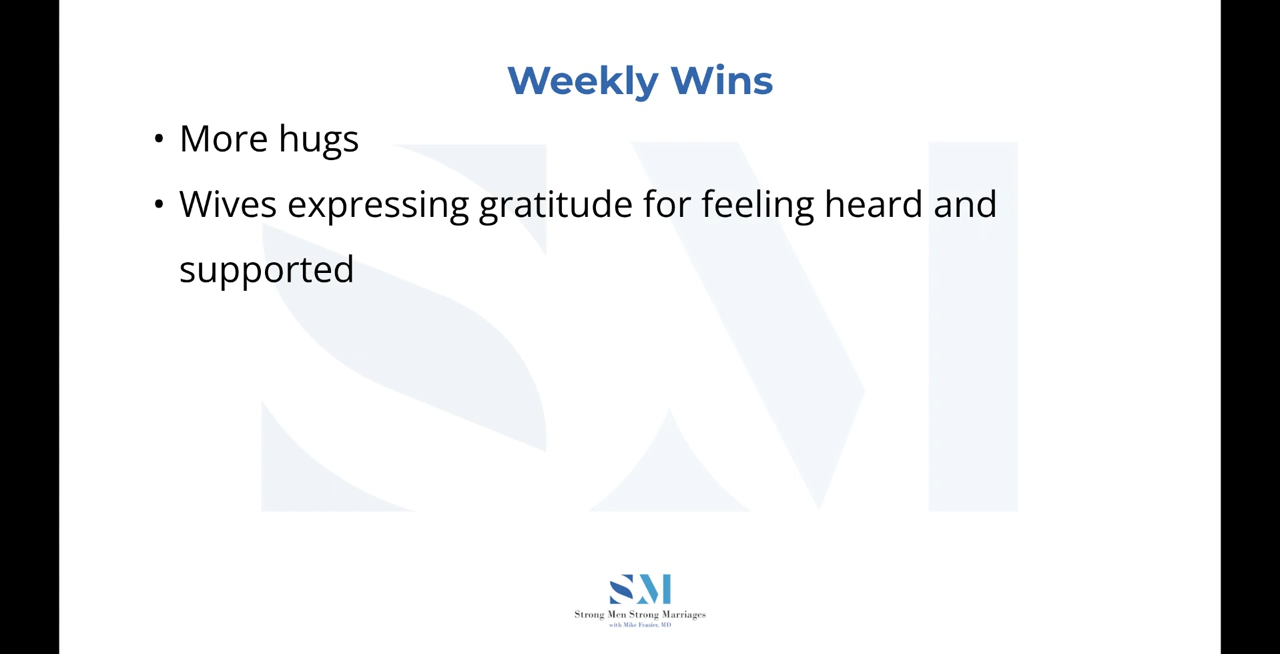 Weekly Wins
• More hugs
• Wives expressing gratitude for feeling heard and
supported
SM
SM
Strong Men Strong Marriages
with Mike Frazier, MD